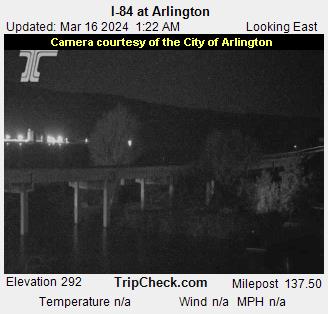 I-84 at Arlington
Updated: Mar 16 2024 1:22 AM Looking East
Camera courtesy of the City of Arlington
Elevation 292 TripCheck.com Milepost 137.50
Temperature n/a Wind n/a MPH n/a